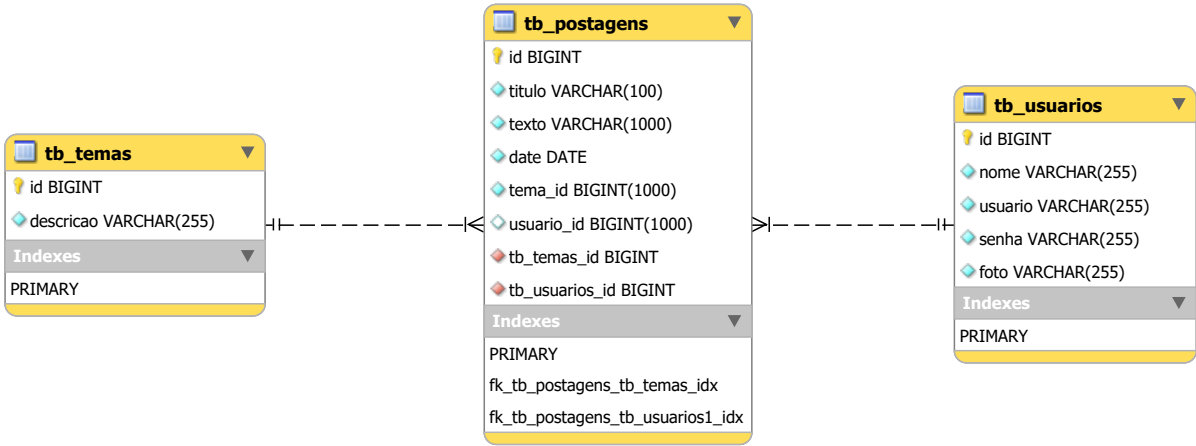 tb_temas
id BIGINT
descricao VARCHAR(255)
Indexes
PRIMARY
tb_postagens
id BIGINT
titulo VARCHAR(100)
texto VARCHAR(1000)
date DATE
tema_id BIGINT(1000)
usuario_id BIGINT(1000)
tb_temas_id BIGINT
tb_usuarios_id BIGINT
Indexes
PRIMARY
fk_tb_postagens_tb_temas_idx
fk_tb_postagens_tb_usuarios1_idx
tb_usuarios
id BIGINT
nome VARCHAR(255)
usuario VARCHAR(255)
senha VARCHAR(255)
foto VARCHAR(255)
Indexes
PRIMARY